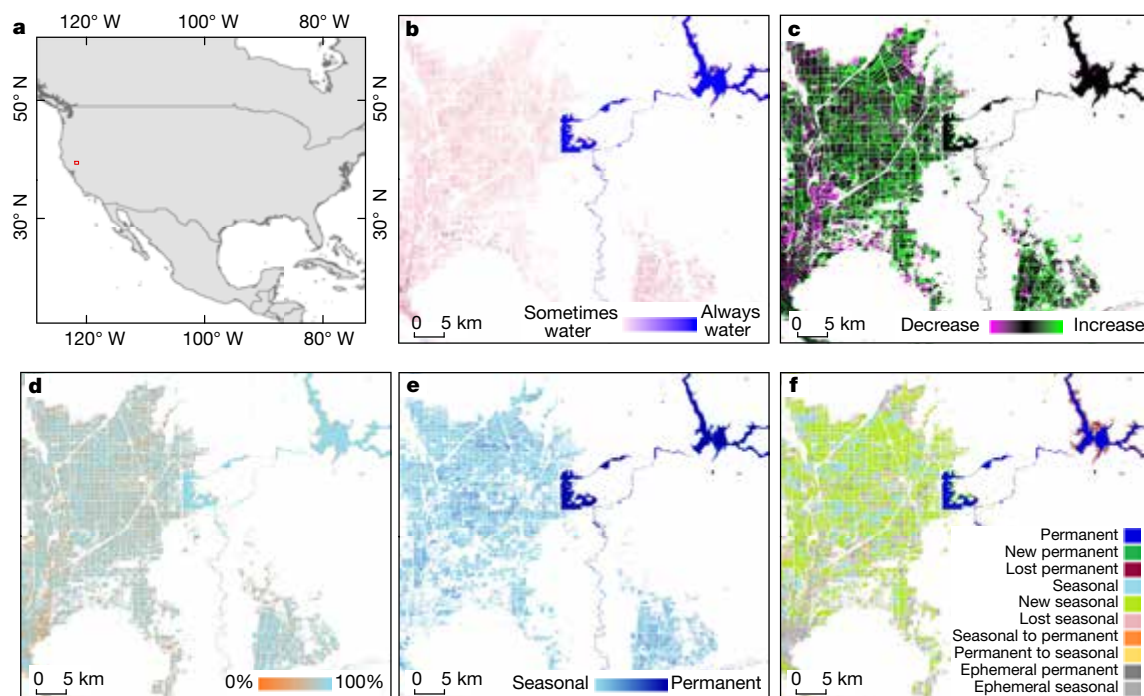 a
120° W 100° W 80° W
50° N 50° N
30° N 30° N
120° W 100° W 80° W
b
Sometimes water Always water
0 5 km
c
0 5 km
Decrease Increase
d
0 5 km
0% 100%
e
0 5 km
Seasonal Permanent
f
0 5 km
Permanent
New permanent
Lost permanent
Seasonal
New seasonal
Lost seasonal
Seasonal to permanent
Permanent to seasonal
Ephemeral permanent
Ephemeral seasonal